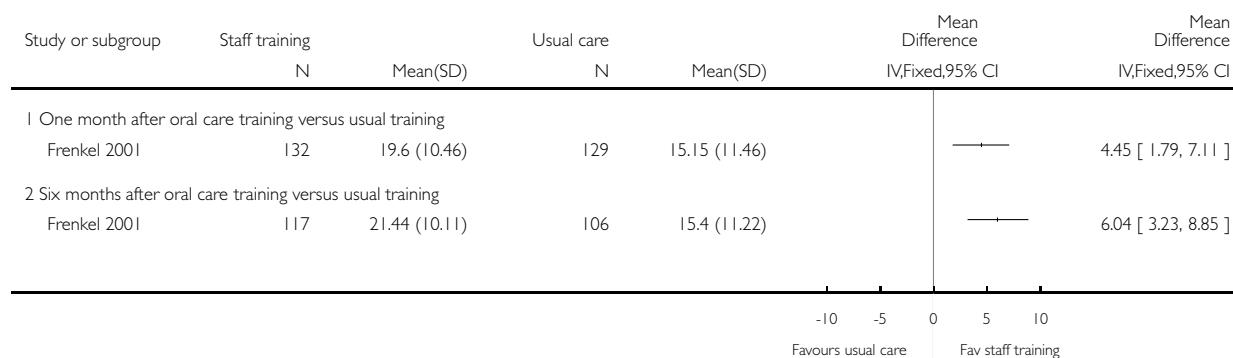 Study or subgroup Staff training Usual care Mean Difference Mean Difference
N Mean(SD) N Mean(SD) IV,Fixed,95% CI IV,Fixed,95% CI
1 One month after oral care training versus usual training
Frenkel 2001 132 19.6 (10.46) 129 15.15 (11.46) 4.45 [ 1.79, 7.11 ]
2 Six months after oral care training versus usual training
Frenkel 2001 117 21.44 (10.11) 106 15.4 (11.22) 6.04 [ 3.23, 8.85 ]
-10 -5 0 5 10
Favours usual care Fav staff training